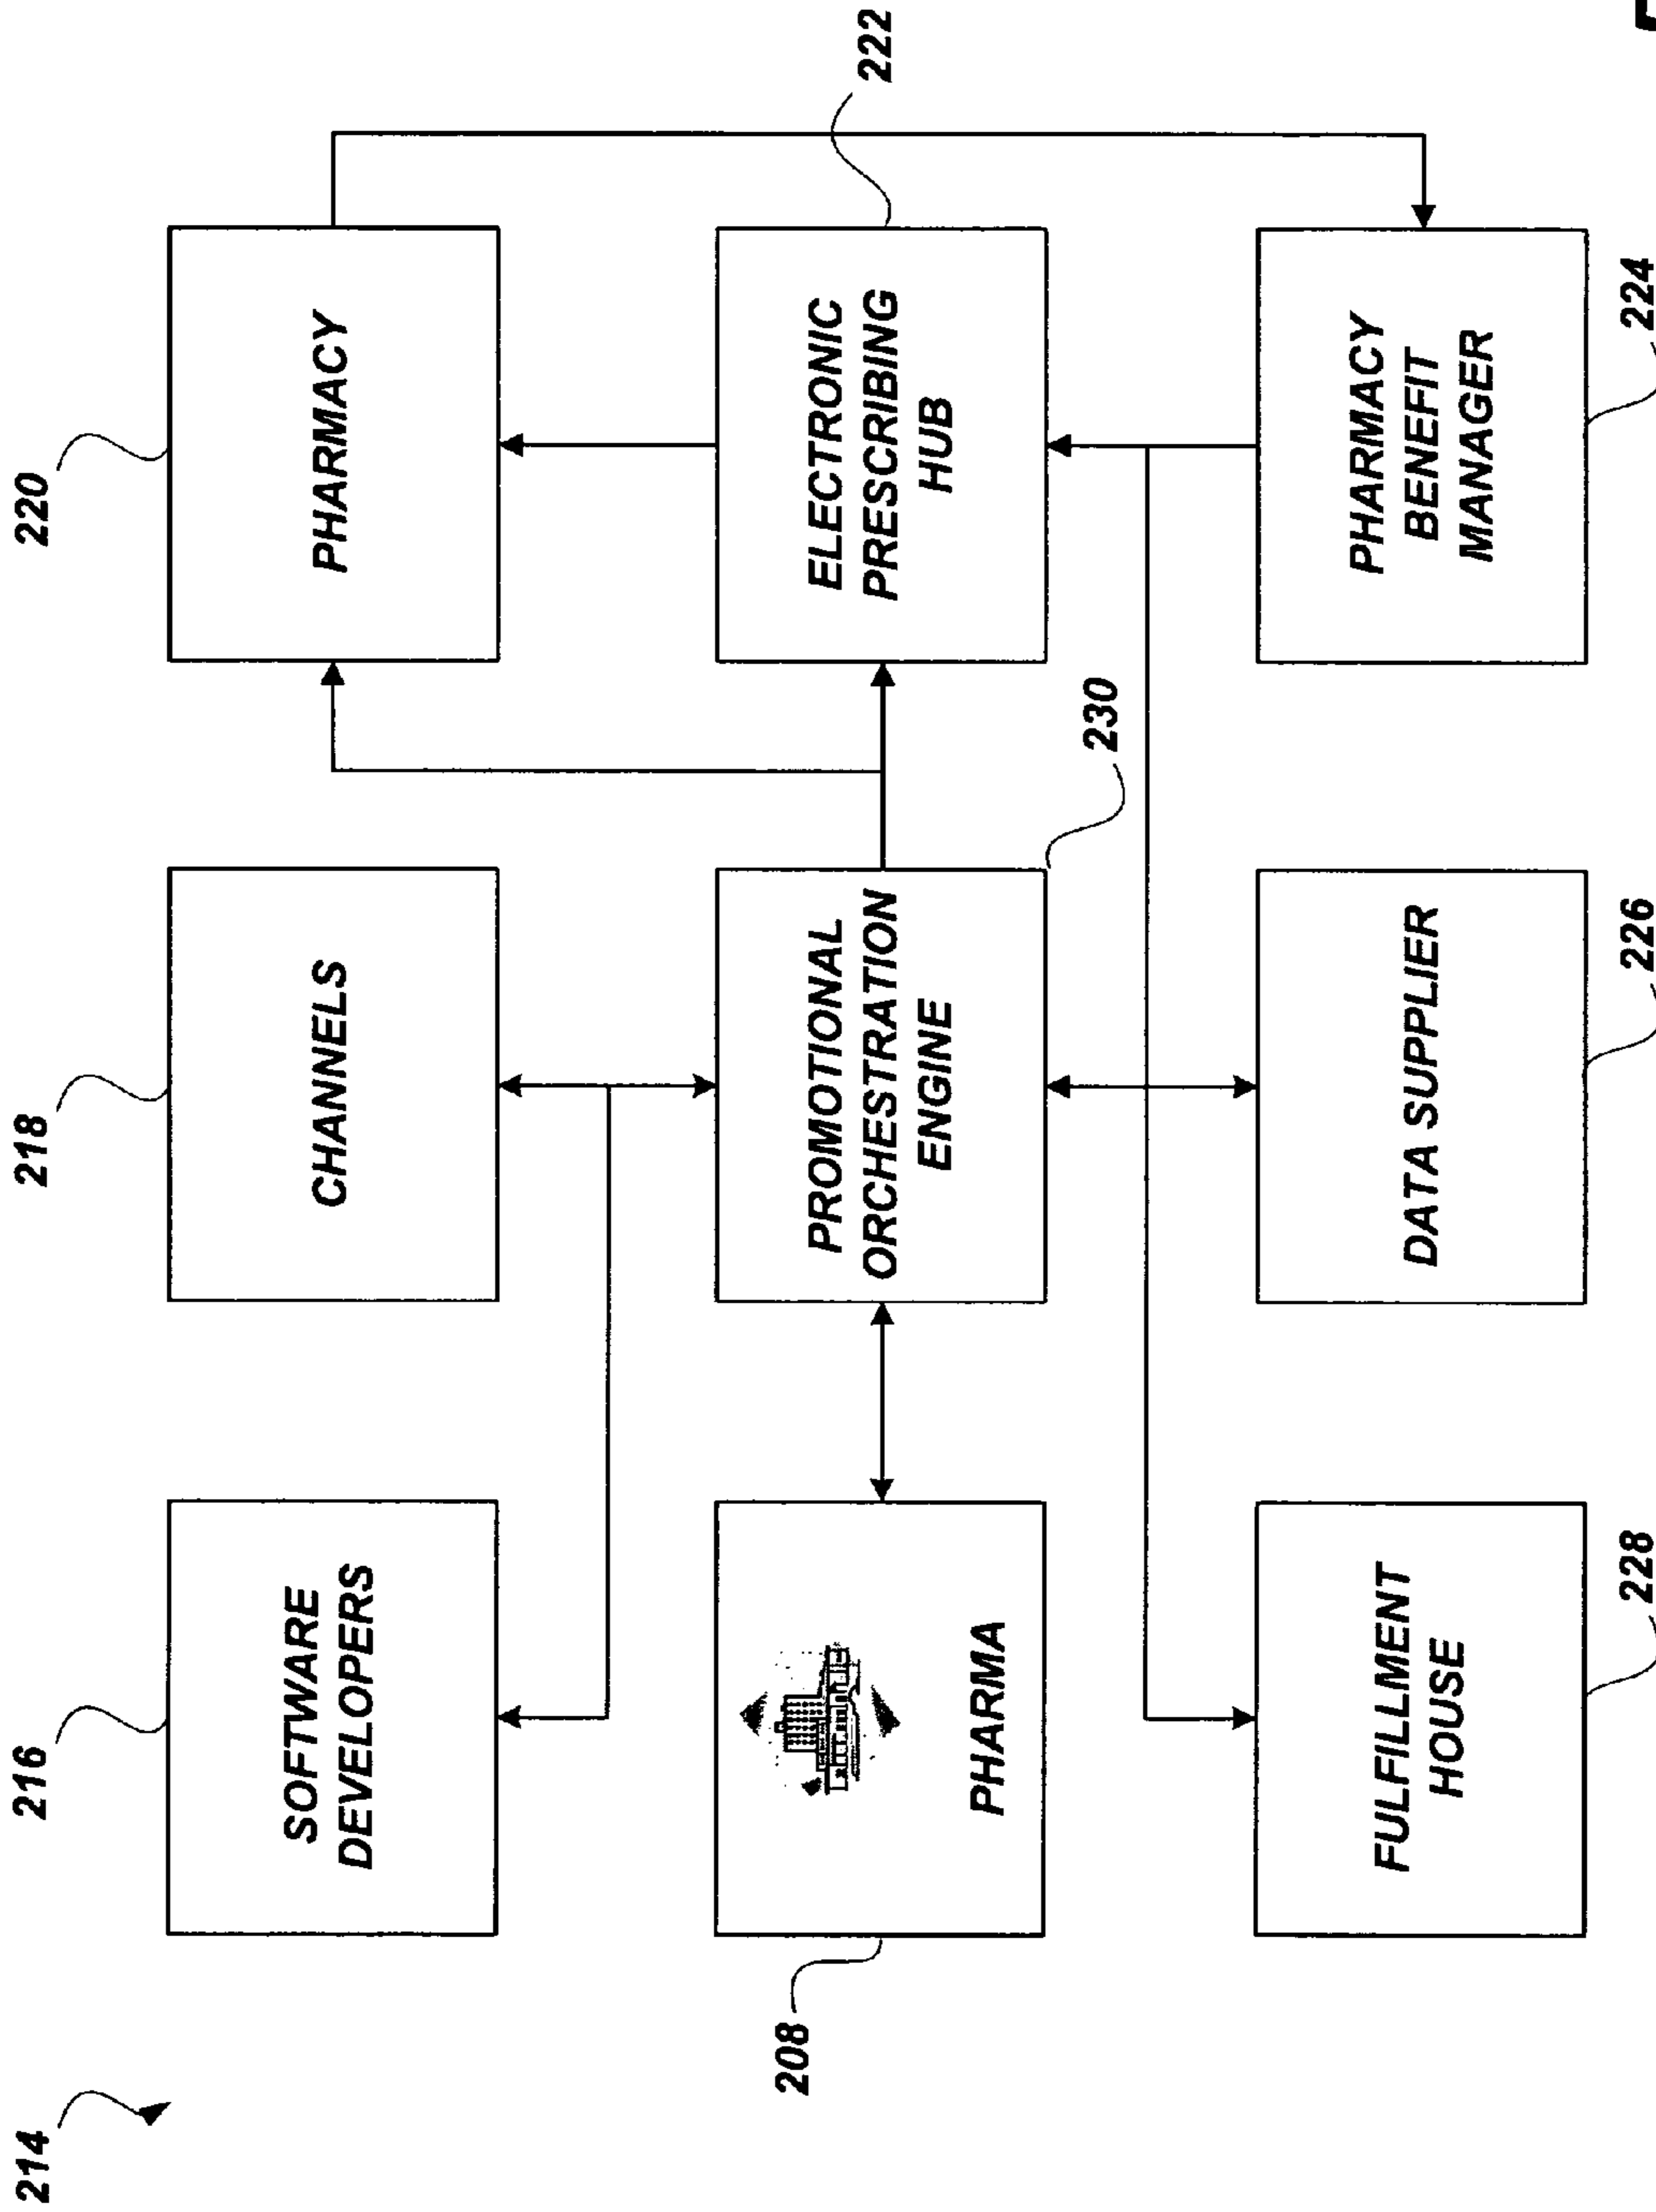 214
216
218
220
SOFTWARE
DEVELOPERS
CHANNELS
PHARMACY
208
PHARMA
PROMOTIONAL
ORCHESTRATION
ENGINE
ELECTRONIC
PRESCRIBING
HUB
222
230
FULFILLMENT
HOUSE
DATA SUPPLIER
PHARMACY
BENEFIT
MANAGER
228
226
224